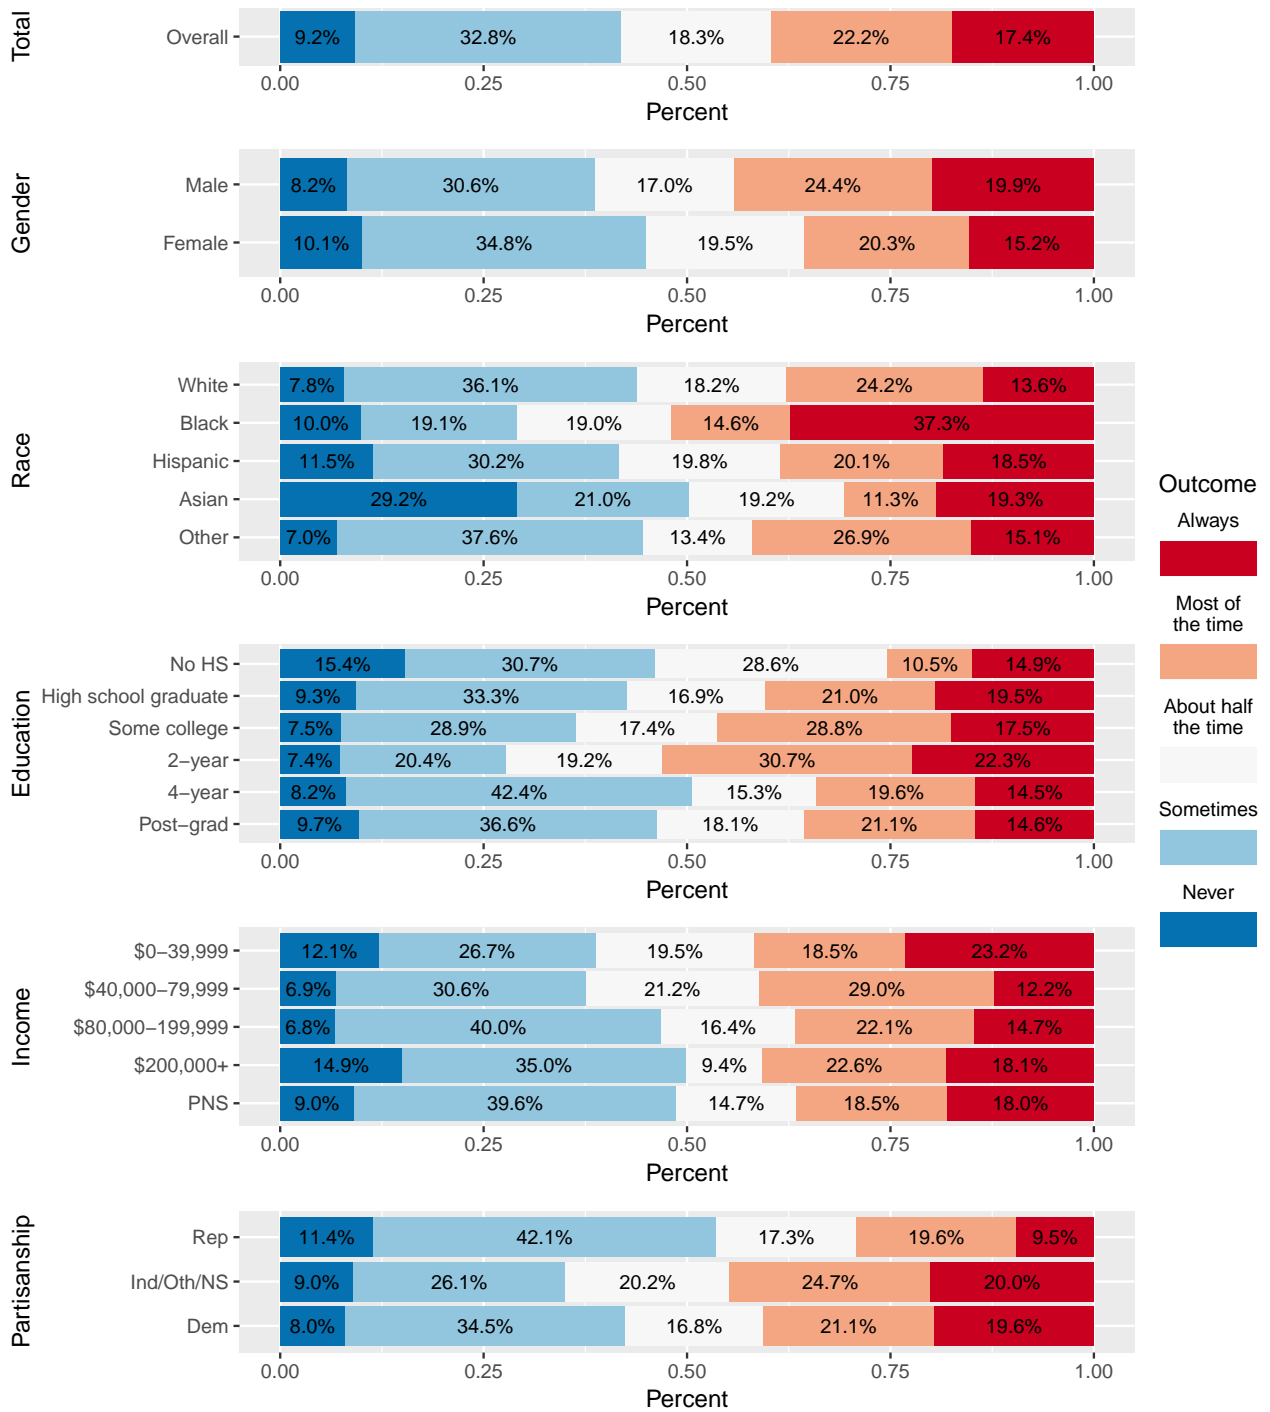 Total
Overall
9.2% 32.8% 18.3% 22.2% 17.4%
0.00 0.25 0.50 0.75 1.00
Percent
Gender
Male
8.2% 30.6% 17.0% 24.4% 19.9%
Female
10.1% 34.8% 19.5% 20.3% 15.2%
0.00 0.25 0.50 0.75 1.00
Percent
Race
White
7.8% 36.1% 18.2% 24.2% 13.6%
Black
10.0% 19.1% 19.0% 14.6% 37.3%
Hispanic
11.5% 30.2% 19.8% 20.1% 18.5%
Asian
29.2% 21.0% 19.2% 11.3% 19.3%
Other
7.0% 37.6% 13.4% 26.9% 15.1%
0.00 0.25 0.50 0.75 1.00
Percent
Education
No HS
15.4% 30.7% 28.6% 10.5% 14.9%
High school graduate
9.3% 33.3% 16.9% 21.0% 19.5%
Some college
7.5% 28.9% 17.4% 28.8% 17.5%
2−year
7.4% 20.4% 19.2% 30.7% 22.3%
4−year
8.2% 42.4% 15.3% 19.6% 14.5%
Post−grad
9.7% 36.6% 18.1% 21.1% 14.6%
0.00 0.25 0.50 0.75 1.00
Percent
Income
$0−39,999
12.1% 26.7% 19.5% 18.5% 23.2%
$40,000−79,999
6.9% 30.6% 21.2% 29.0% 12.2%
$80,000−199,999
6.8% 40.0% 16.4% 22.1% 14.7%
$200,000+
14.9% 35.0% 9.4% 22.6% 18.1%
PNS
9.0% 39.6% 14.7% 18.5% 18.0%
0.00 0.25 0.50 0.75 1.00
Percent
Partisanship
Rep
11.4% 42.1% 17.3% 19.6% 9.5%
Ind/Oth/NS
9.0% 26.1% 20.2% 24.7% 20.0%
Dem
8.0% 34.5% 16.8% 21.1% 19.6%
0.00 0.25 0.50 0.75 1.00
Percent
Outcome
Always
Most of
the time
About half
the time
Sometimes
Never